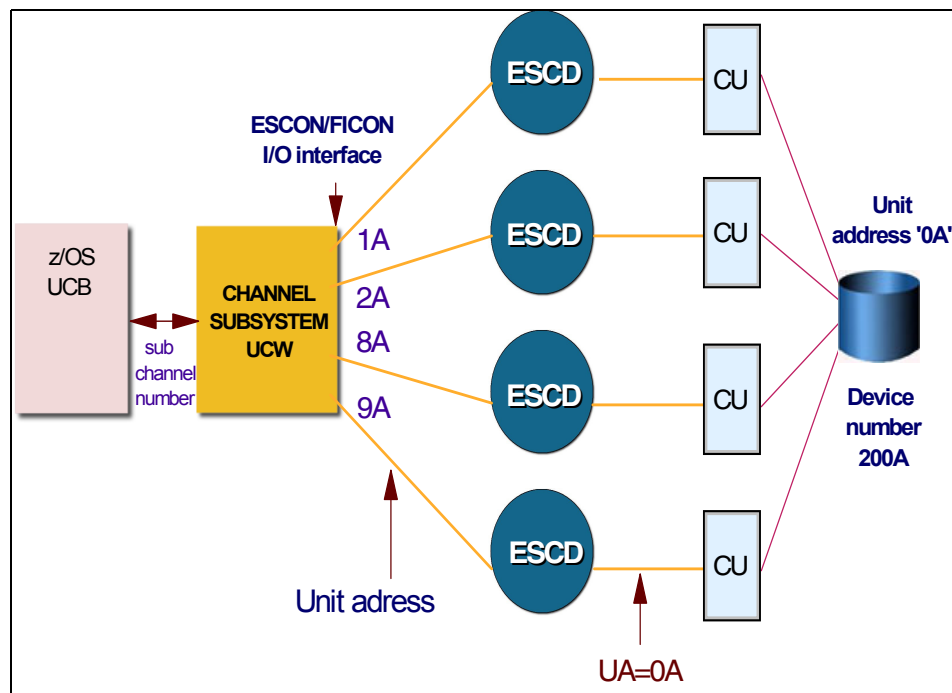 ESCD
CU
ESCON/FICON
I/O interface
Unit
address '0A'
1A
ESCD
CU
z/OS
UCB
CHANNEL
SUBSYSTEM
UCW
2A
sub
channel
number
8A
ESCD
CU
9A
Device
number
200A
ESCD
CU
Unit adress
UA=0A